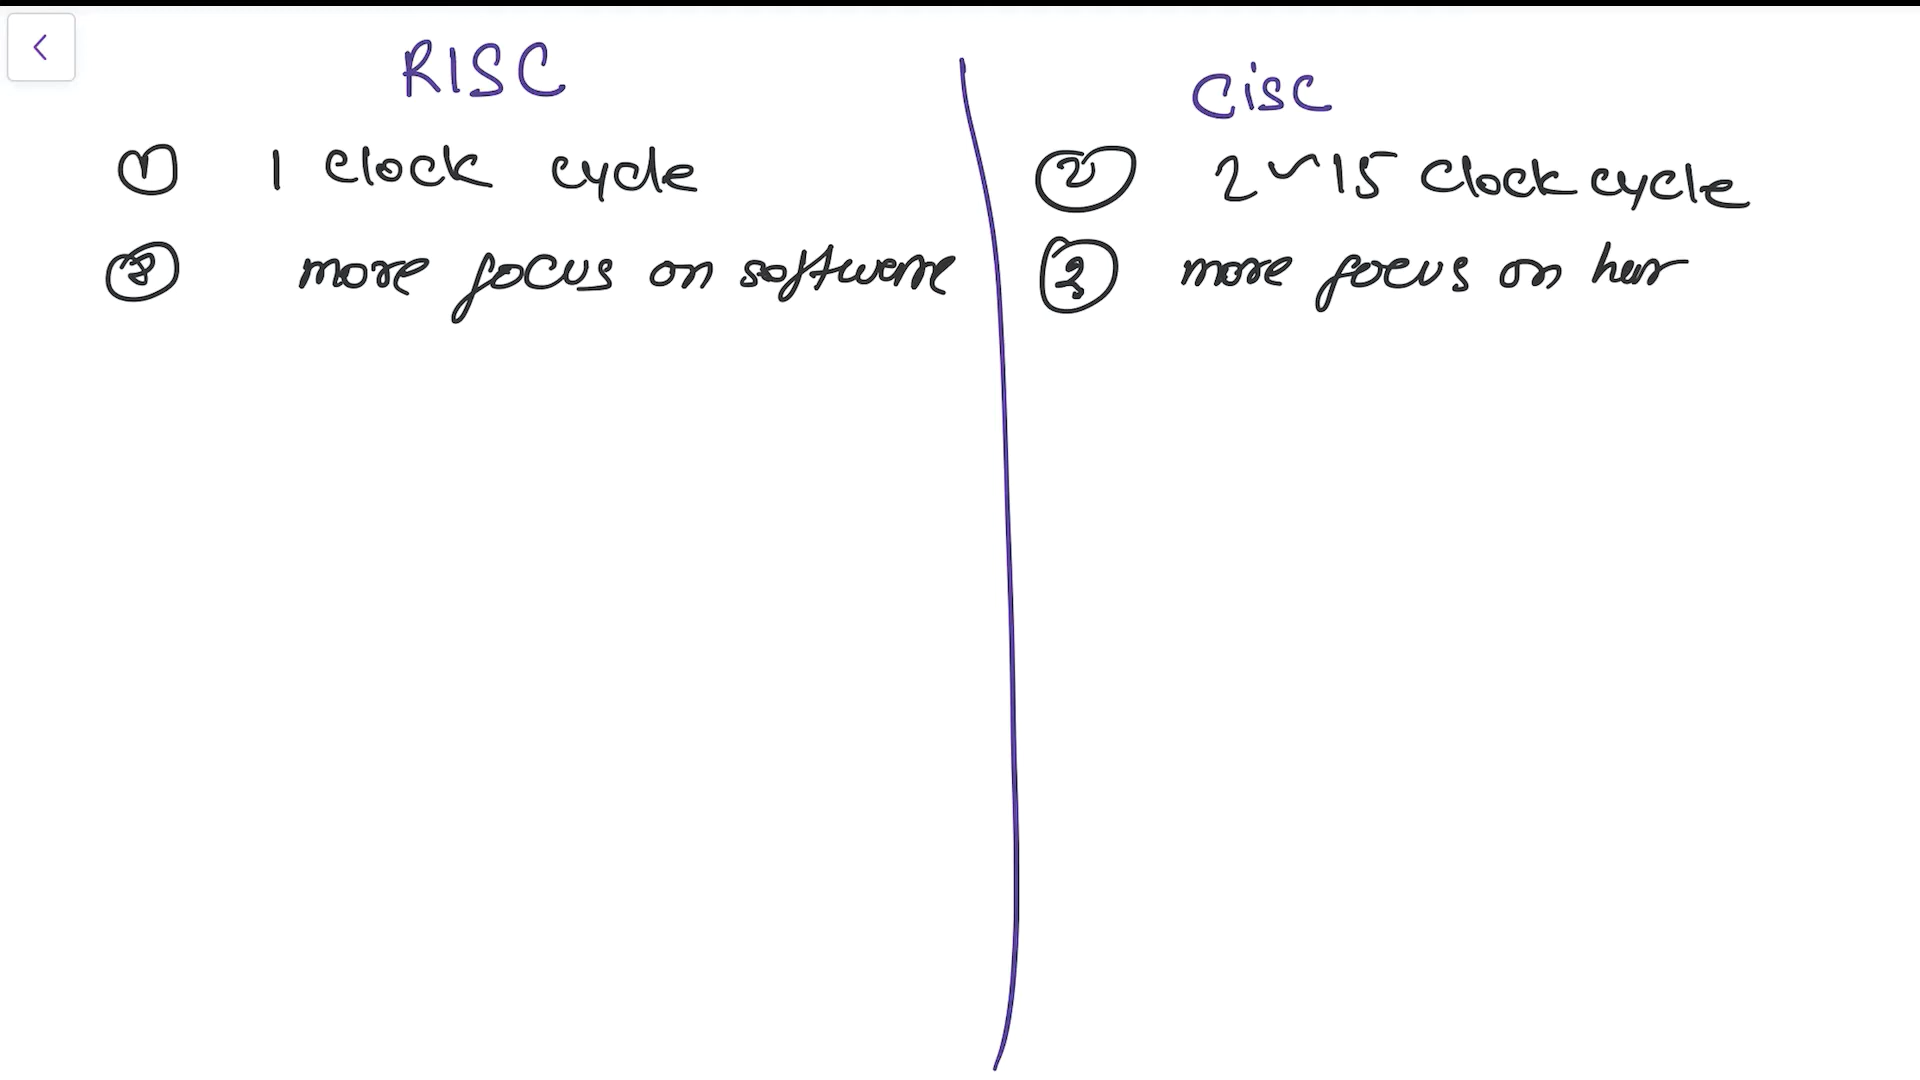 RISC
① 1 clock cycle
② more focus on software
CISC
② 2~15 clock cycle
② more focus on har